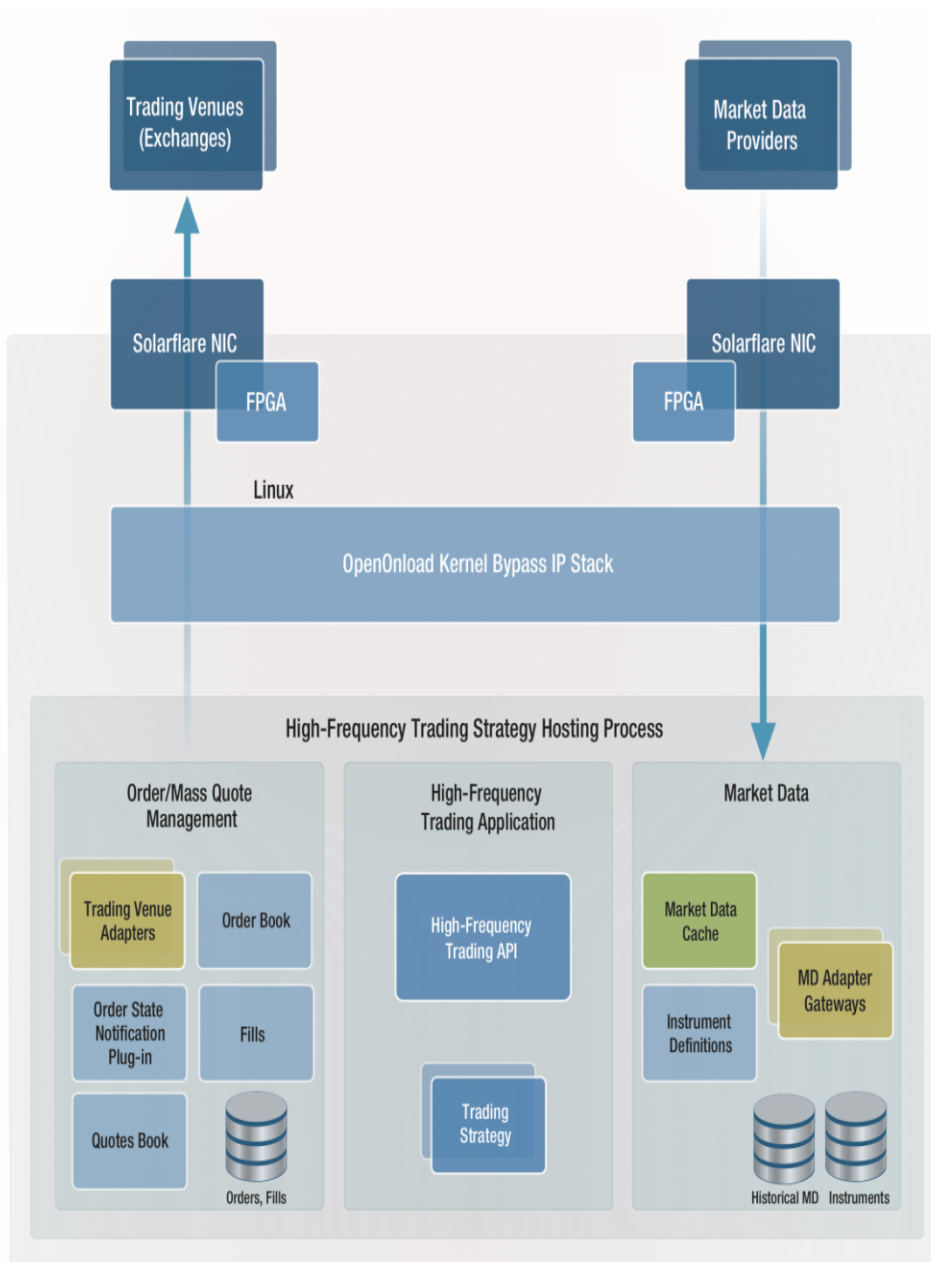 Trading Venues
(Exchanges)
Market Data
Providers
Solarflare NIC
FPGA
Solarflare NIC
FPGA
Linux
OpenOnload Kernel Bypass IP Stack
High-Frequency Trading Strategy Hosting Process
Order/Mass Quote
Management
Trading Venue
Adapters
Order Book
Order State
Notification
Plug-in
Fills
Quotes Book
Orders, Fills
High-Frequency
Trading Application
High-Frequency
Trading API
Trading
Strategy
Market Data
Market Data
Cache
MD Adapter
Gateways
Instrument
Definitions
Historical MD
Instruments